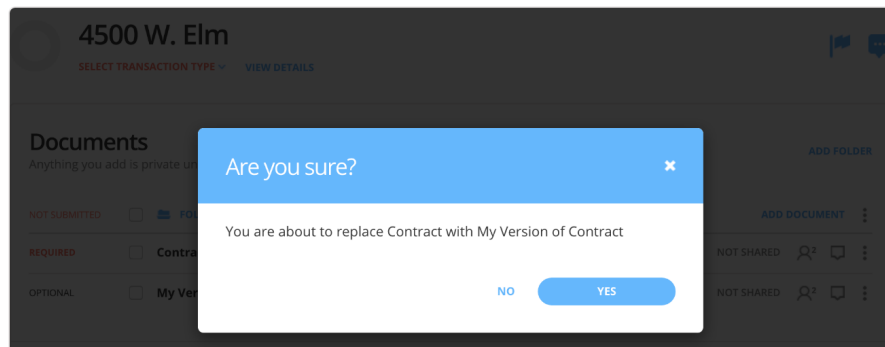 4500 W. Elm
SELECT TRANSACTION TYPE
VIEW DETAILS
Documents
Anything you add is private
ADD FOLDER
Are you sure?
NOT SUBMITTED
ADD DOCUMENT
You are about to replace Contract with My Version of Contract
REQUIRED
NOT SHARED
2
NO
YES
OPTIONAL
My
NOT SHARED
2